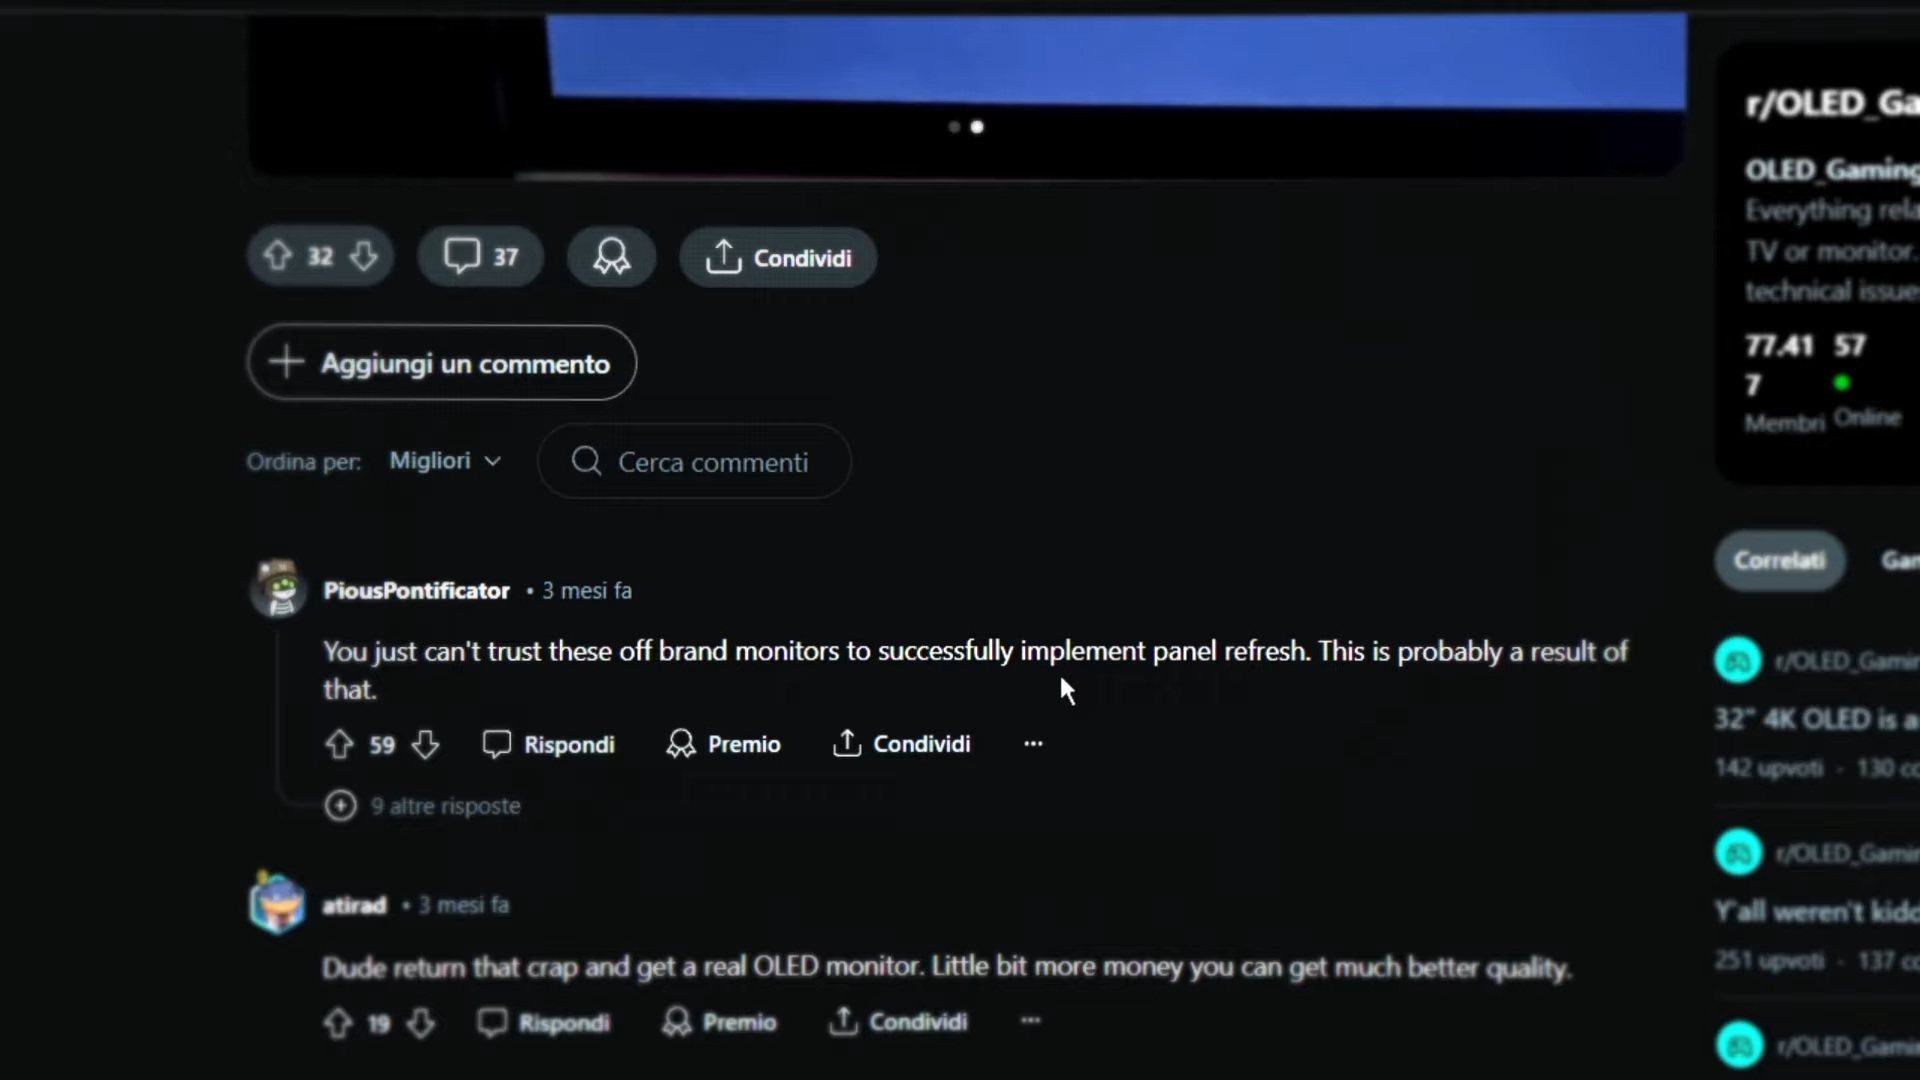 32
37
Condividi
Aggiungi un commento
Ordina per:
Migliori
Cerca commenti
PiousPontificator
• 3 mesi fa
You just can't trust these off brand monitors to successfully implement panel refresh. This is probably a result of
that.
59
Rispondi
Premio
Condividi
9 altre risposte
atirad
• 3 mesi fa
Dude return that crap and get a real OLED monitor. Little bit more money you can get much better quality.
19
Rispondi
Premio
Condividi
r/OLED_Ga
OLED_Gaming
Everything rela
TV or monitor.
technical issue
77.41 57
7
Membri Online
Correlati
Gam
r/OLED_Gamin
32" 4K OLED is a
142 upvoti · 130 co
r/OLED_Gamin
Y'all weren't kidd
251 upvoti · 137 co
r/OLED_Gamin